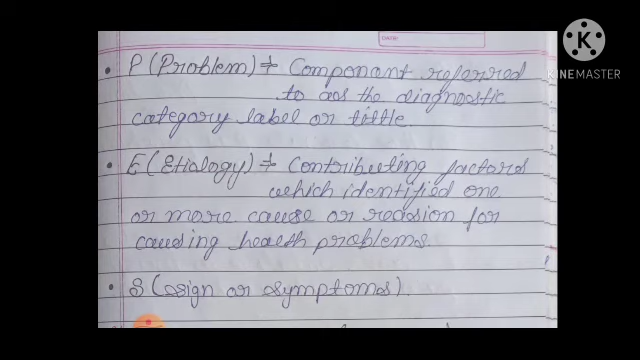 DATE:
KINEMASTER
• P (Problem) ÷ Componant referred
to as the diagnostic
category label or tittle.
• E (Etiology) ÷ Contributing factors
which identified one
or more cause or reasion for
causing health problems.
• S (sign or symptoms).